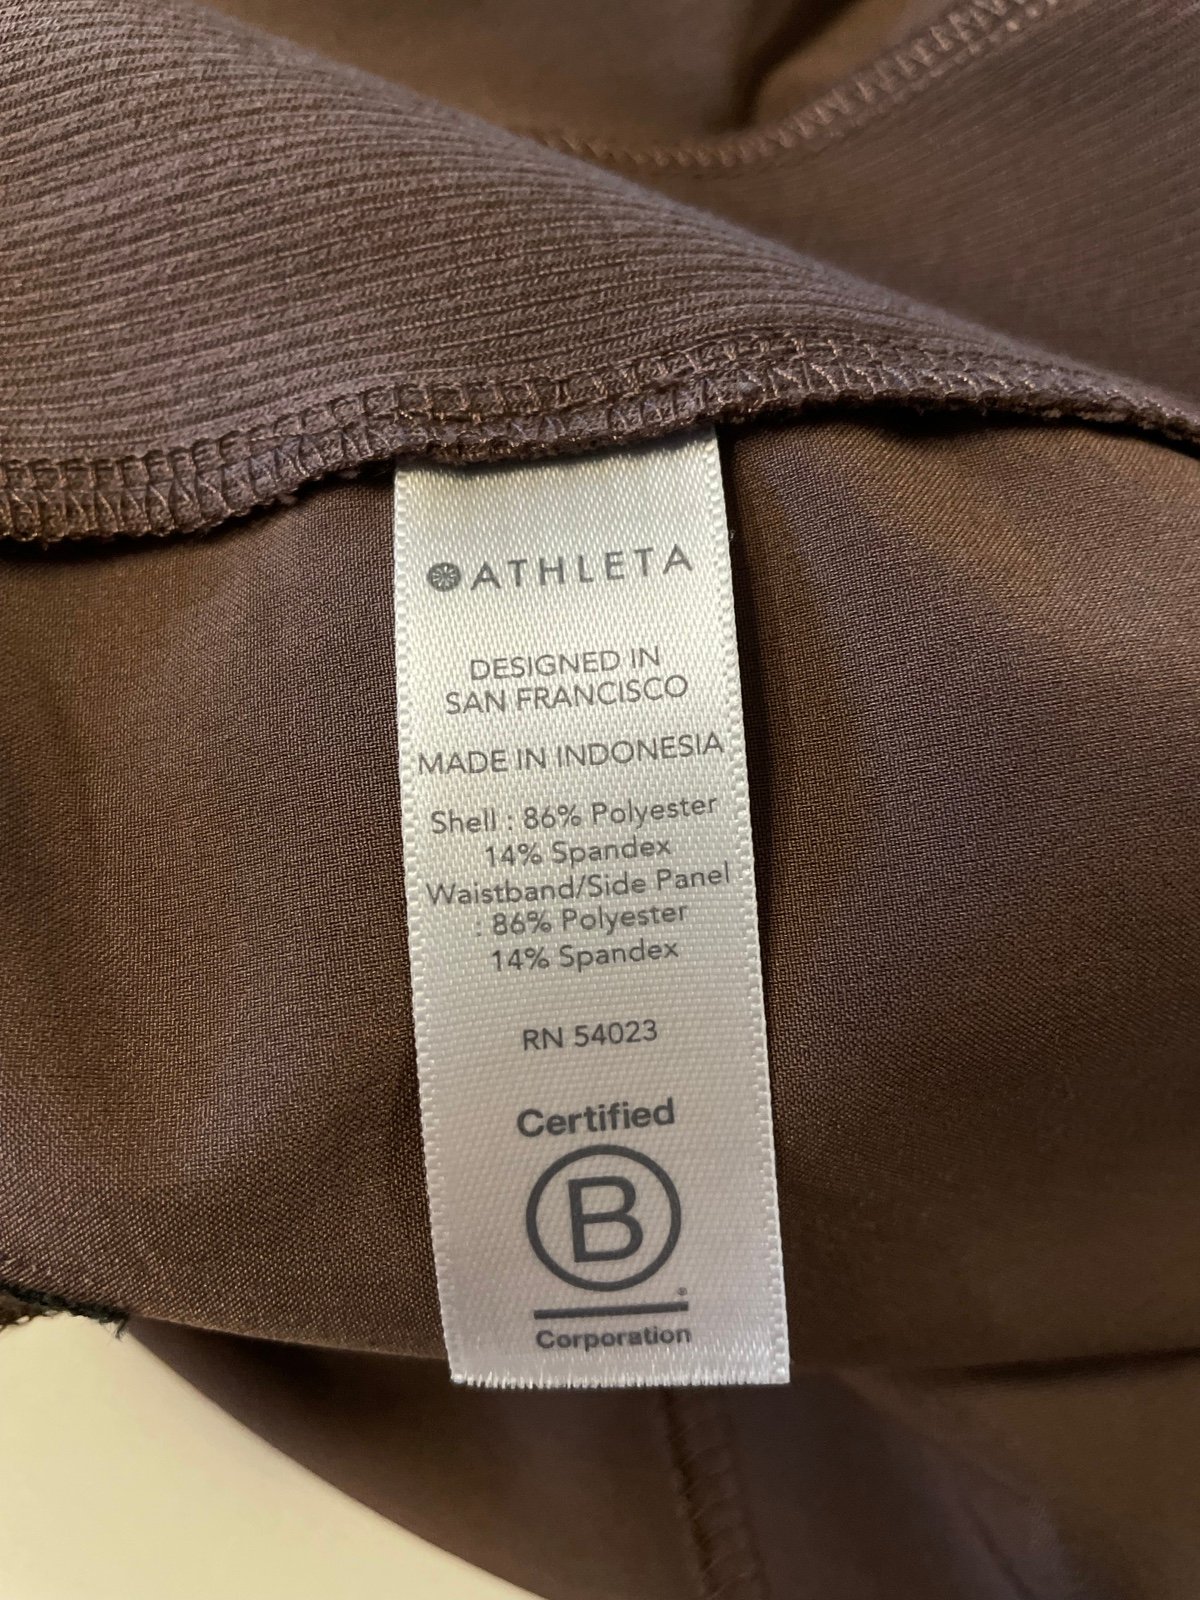 ATHLETA
DESIGNED IN
SAN FRANCISCO
MADE IN INDONESIA
Shell : 86% Polyester
14% Spandex
Waistband/Side Panel
: 86% Polyester
14% Spandex
RN 54023
Certified
B
®
Corporation